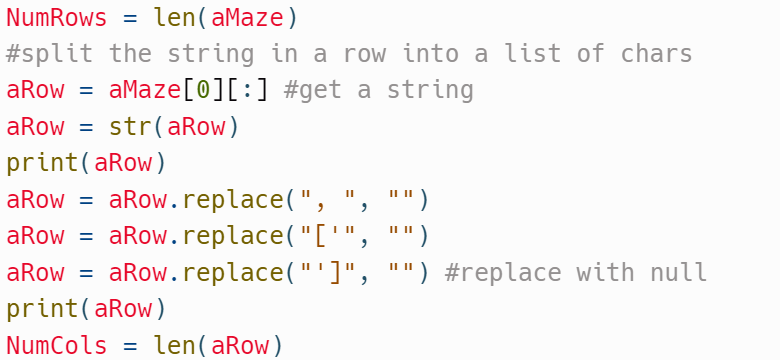 NumRows = len(aMaze)
#split the string in a row into a list of chars
aRow = aMaze[0][:] #get a string
aRow = str(aRow)
print(aRow)
aRow = aRow.replace(", ", "")
aRow = aRow.replace("['", "")
aRow = aRow.replace("']", "") #replace with null
print(aRow)
NumCols = len(aRow)